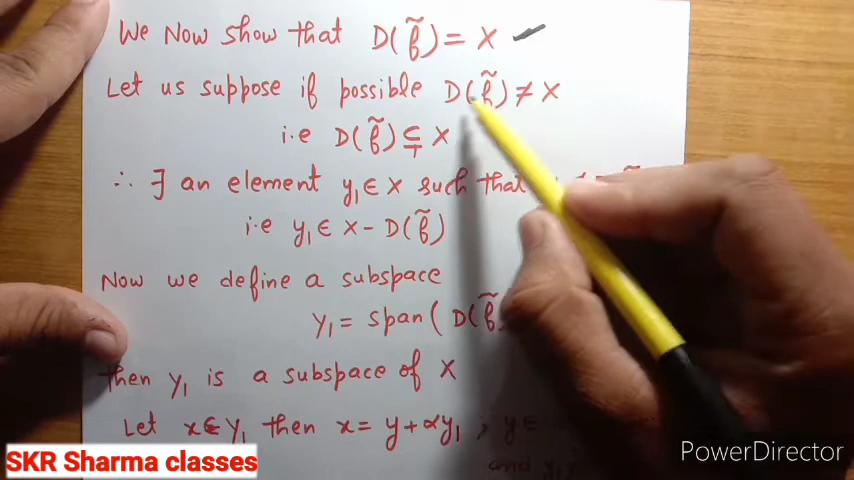 We Now show that D(f̃) = X
Let us suppose if possible D(f̃) ≠ X
i.e D(f̃) ⊊ X
∴ ∃ an element y₁ ∈ X such that
i.e y₁ ∈ X - D(f̃)
Now we define a subspace
Y₁ = span( D(f̃)
then Y₁ is a subspace of X
Let x ∈ Y₁ then x = y + αy₁ ; y ∈
and
SKR Sharma classes
PowerDirector